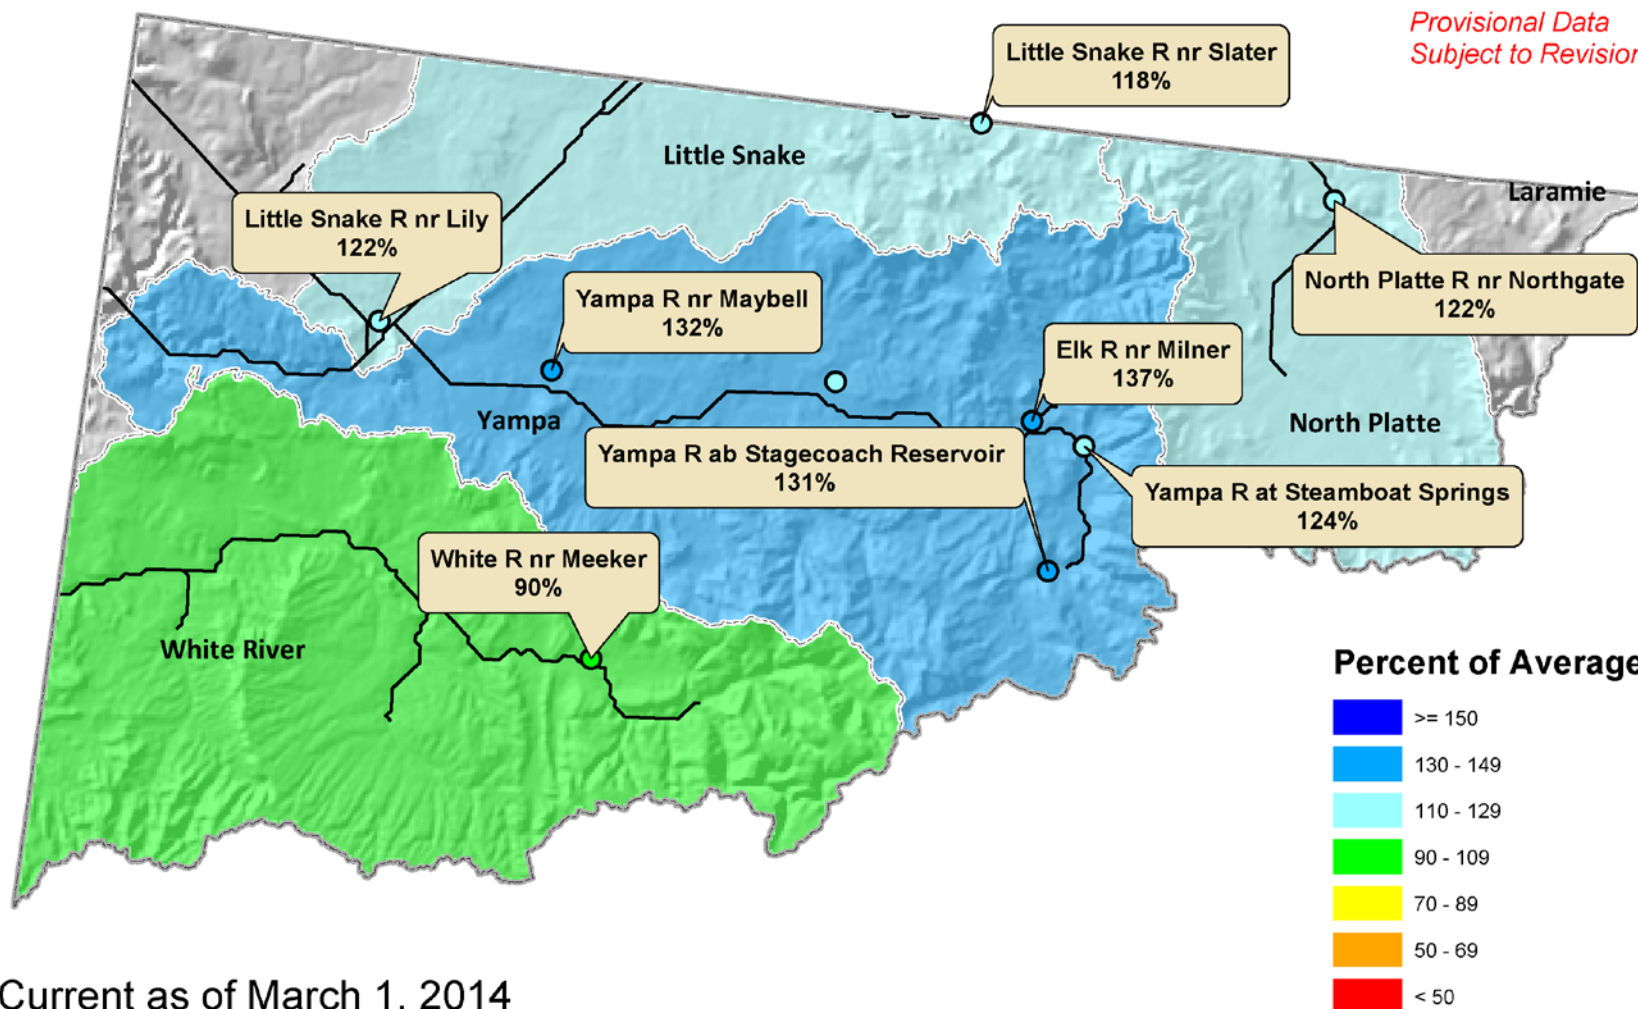 Provisional Data
Subject to Revision
Little Snake R nr Slater
118%
Little Snake
Laramie
Little Snake R nr Lily
122%
North Platte R nr Northgate
122%
Yampa R nr Maybell
132%
Elk R nr Milner
137%
Yampa
North Platte
Yampa R ab Stagecoach Reservoir
131%
Yampa R at Steamboat Springs
124%
White R nr Meeker
90%
White River
Percent of Average
>= 150
130 - 149
110 - 129
90 - 109
70 - 89
50 - 69
< 50
Current as of March 1, 2014